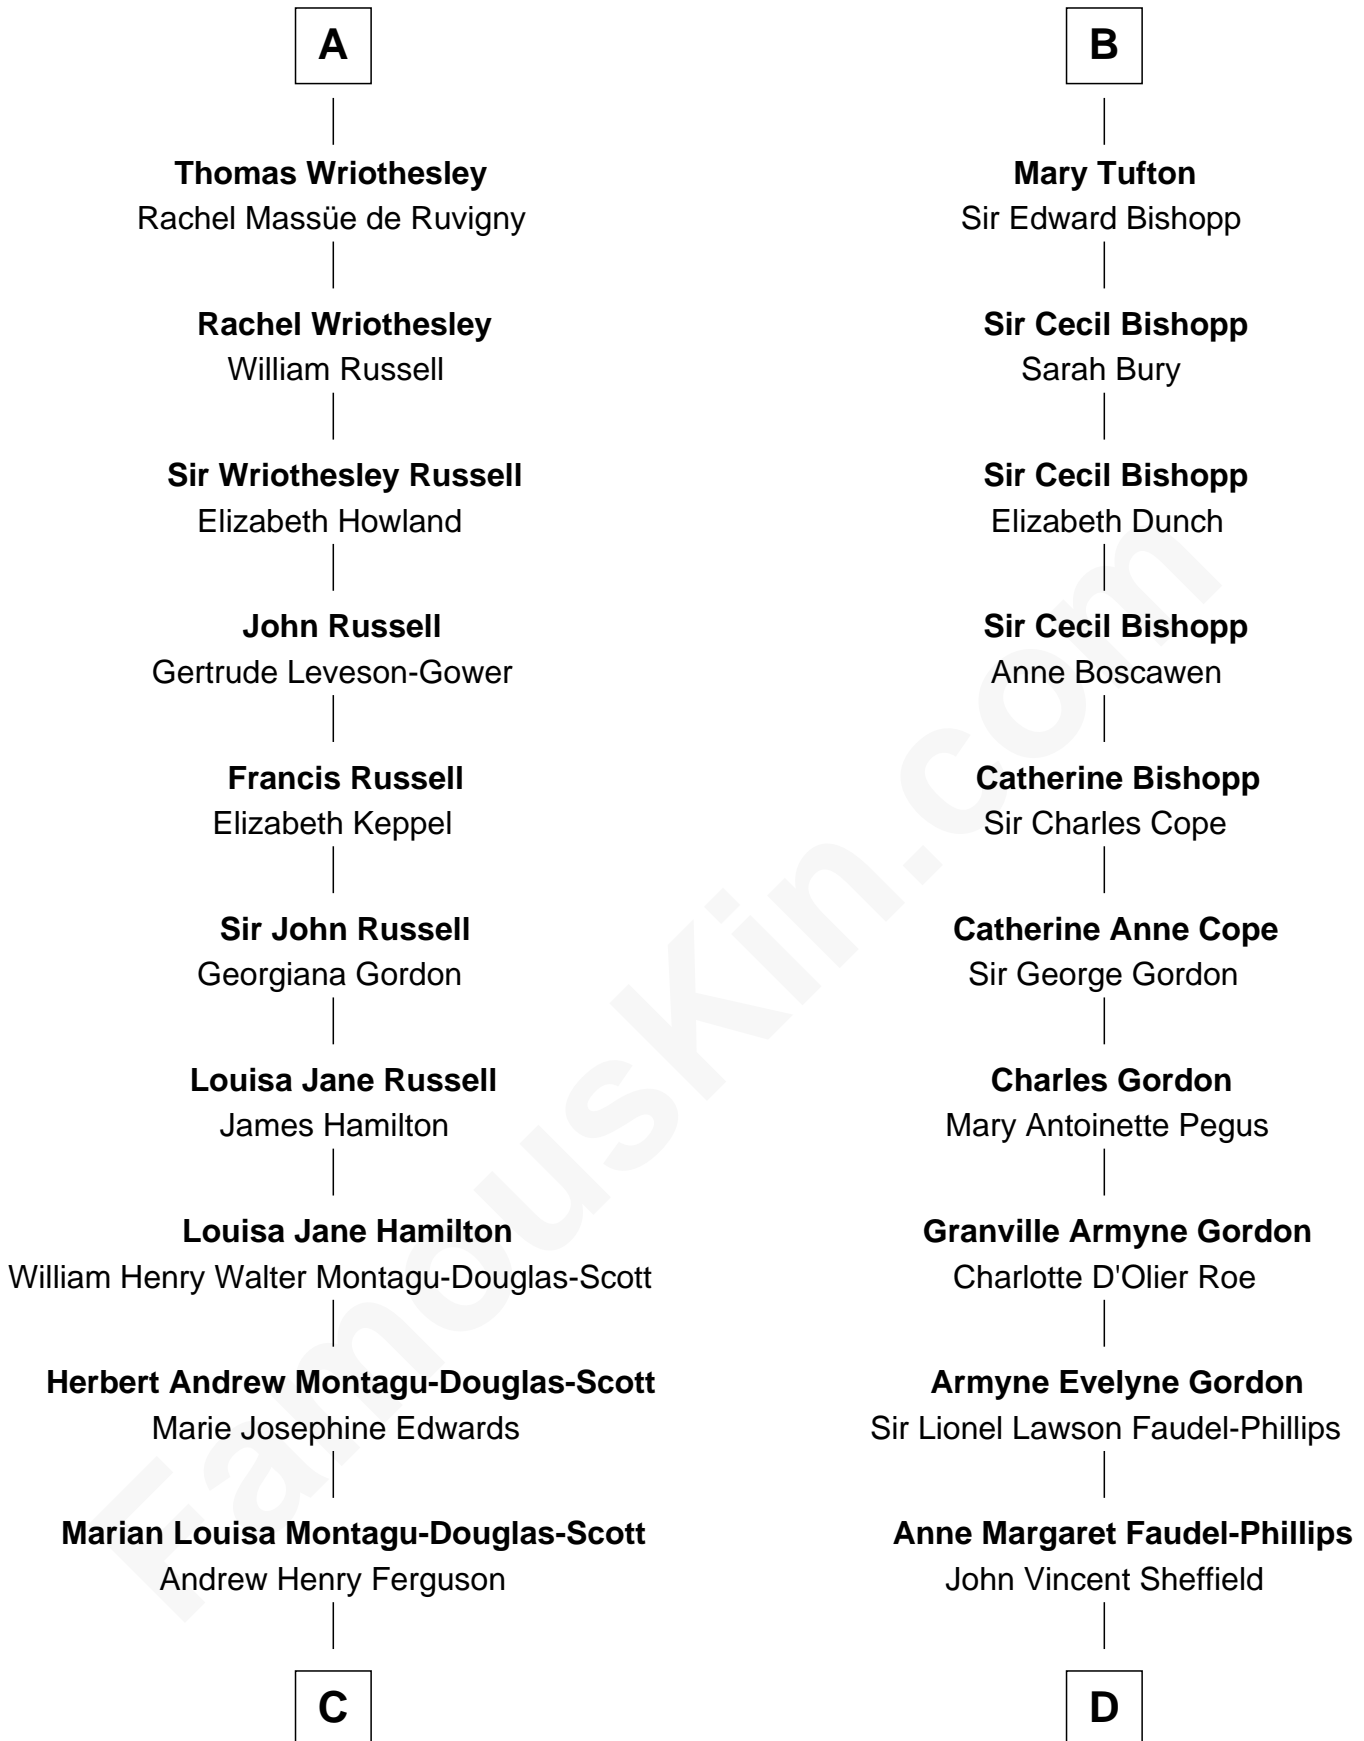 A
Thomas Wriothesley
Rachel Massüe de Ruvigny
Rachel Wriothesley
William Russell
Sir Wriothesley Russell
Elizabeth Howland
John Russell
Gertrude Leveson-Gower
Francis Russell
Elizabeth Keppel
Sir John Russell
Georgiana Gordon
Louisa Jane Russell
James Hamilton
Louisa Jane Hamilton
William Henry Walter Montagu-Douglas-Scott
Herbert Andrew Montagu-Douglas-Scott
Marie Josephine Edwards
Marian Louisa Montagu-Douglas-Scott
Andrew Henry Ferguson
C
B
Mary Tufton
Sir Edward Bishopp
Sir Cecil Bishopp
Sarah Bury
Sir Cecil Bishopp
Elizabeth Dunch
Sir Cecil Bishopp
Anne Boscawen
Catherine Bishopp
Sir Charles Cope
Catherine Anne Cope
Sir George Gordon
Charles Gordon
Mary Antoinette Pegus
Granville Armyne Gordon
Charlotte D'Olier Roe
Armyne Evelyne Gordon
Sir Lionel Lawson Faudel-Phillips
Anne Margaret Faudel-Phillips
John Vincent Sheffield
D
FamousKin.com